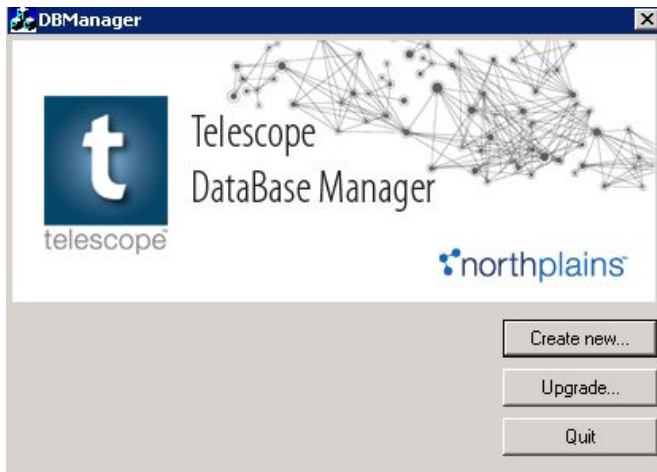 DBManager
t
Telescope
DataBase Manager
telescope
northplains
Create new...
Upgrade...
Quit